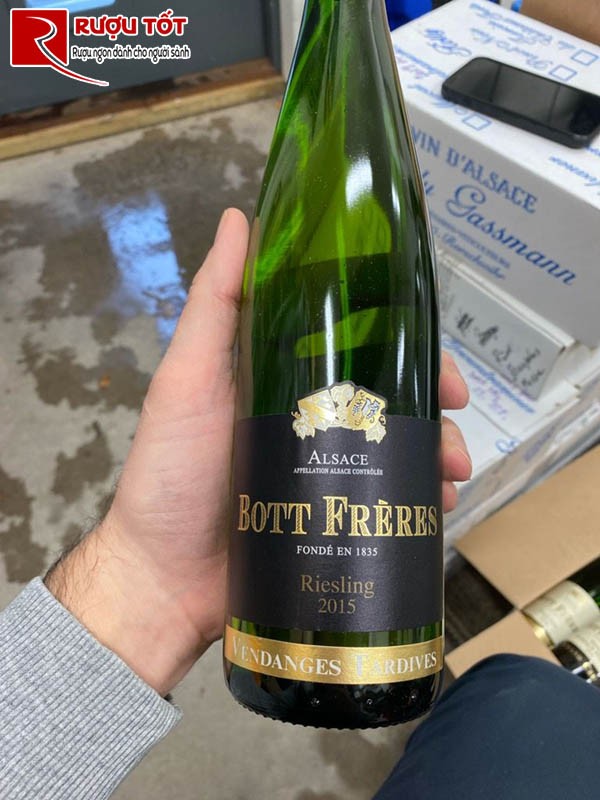 R
RƯỢU TỐT
Rượu ngon dành cho người sành
VIN D'ALSACE
Gassmann
ALSACE
APPELLATION ALSACE CONTRÔLÉE
BOTT FRÈRES
FONDÉ EN 1835
Riesling
2015
VENDANGES TARDIVES